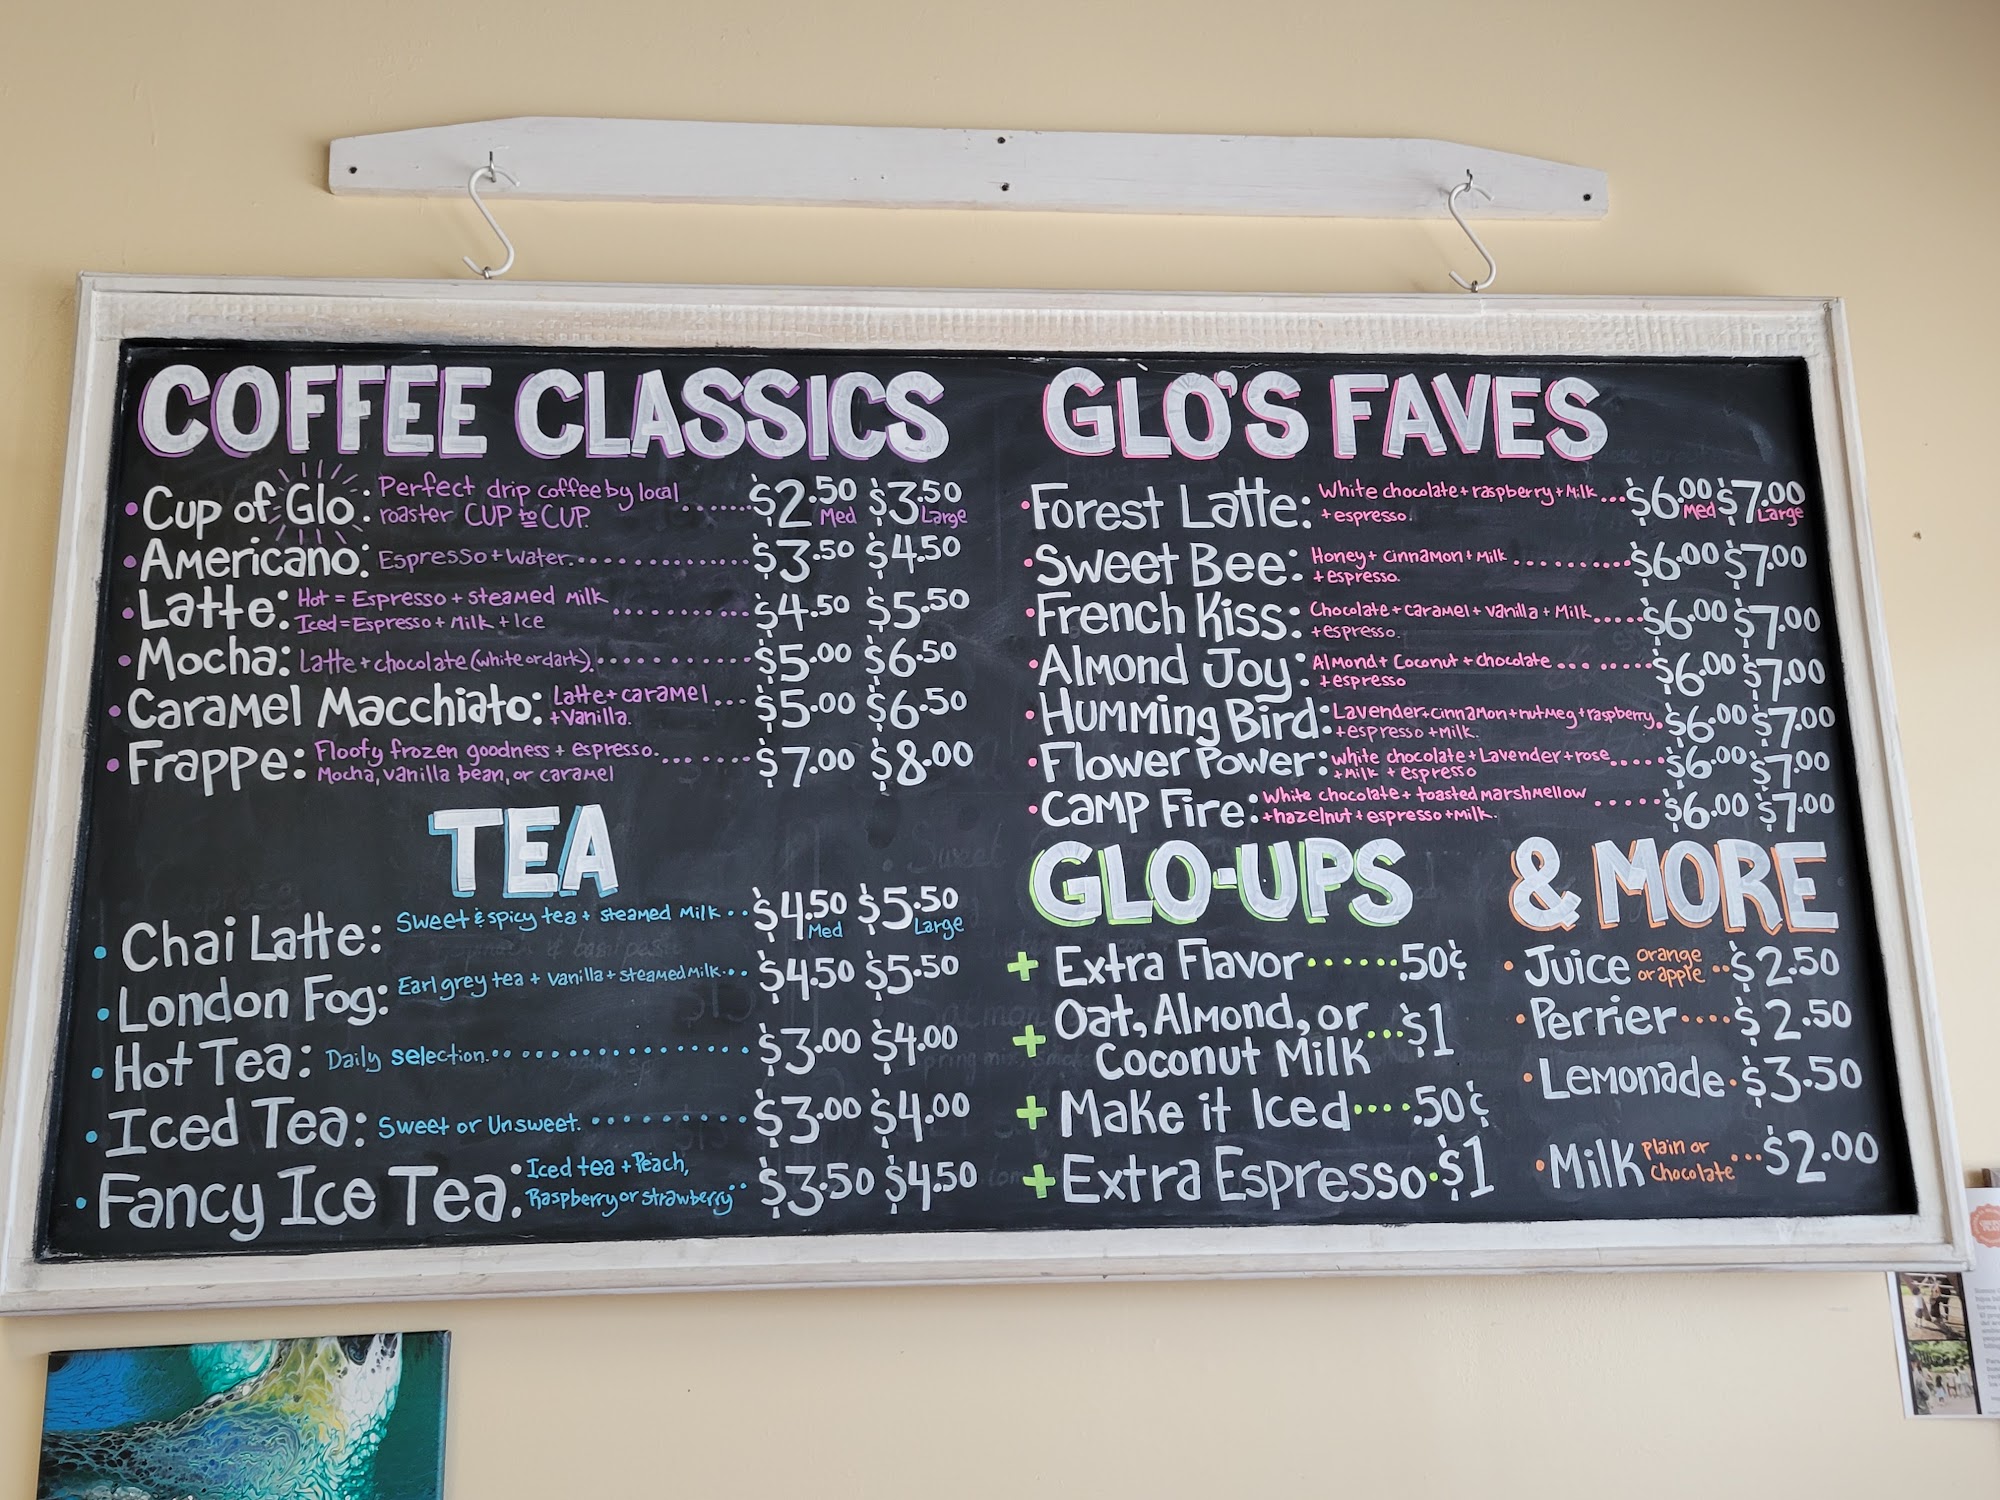 COFFEE CLASSICS
• Cup of Glo: Perfect drip coffee by local ....... $2.50 $3.50
roaster CUP to CUP. Med Large
• Americano: Espresso + Water. ............... $3.50 $4.50
• Latte: Hot = Espresso + steamed milk ............ $4.50 $5.50
Iced = Espresso + Milk + Ice
• Mocha: Latte + chocolate (white or dark). ............. $5.00 $6.50
• Caramel Macchiato: Latte + caramel ... $5.00 $6.50
+ Vanilla.
• Frappe: Floofy frozen goodness + espresso. ....... $7.00 $8.00
Mocha, vanilla bean, or caramel
TEA
• Chai Latte: Sweet & spicy tea + steamed milk .. $4.50 $5.50
Med Large
• London Fog: Earl grey tea + vanilla + steamed milk ... $4.50 $5.50
• Hot Tea: Daily selection. .................. $3.00 $4.00
• Iced Tea: Sweet or Unsweet. ............ $3.00 $4.00
• Fancy Ice Tea: Iced tea + Peach, $3.50 $4.50
Raspberry or strawberry ..
GLO'S FAVES
• Forest Latte: White chocolate + raspberry + Milk ... $6.00 $7.00
+ espresso. Med Large
• Sweet Bee: Honey + cinnamon + Milk .......... $6.00 $7.00
+ espresso.
• French Kiss: Chocolate + caramel + vanilla + Milk ..... $6.00 $7.00
+ espresso.
• Almond Joy: Almond + Coconut + chocolate ......... $6.00 $7.00
+ espresso
• Humming Bird: Lavender + cinnamon + nutmeg + raspberry. $6.00 $7.00
+ espresso + milk.
• Flower Power: white chocolate + Lavender + rose ..... $6.00 $7.00
+ Milk + espresso
• Camp Fire: White chocolate + toasted marshmellow ..... $6.00 $7.00
+ hazelnut + espresso + Milk.
GLO-UPS
+ Extra Flavor ...... .50¢
+ Oat, Almond, or
Coconut Milk ... $1
+ Make it Iced .... .50¢
+ Extra Espresso . $1
& MORE
• Juice orange
or apple .. $2.50
• Perrier .... $2.50
• Lemonade . $3.50
• Milk plain or
chocolate ... $2.00